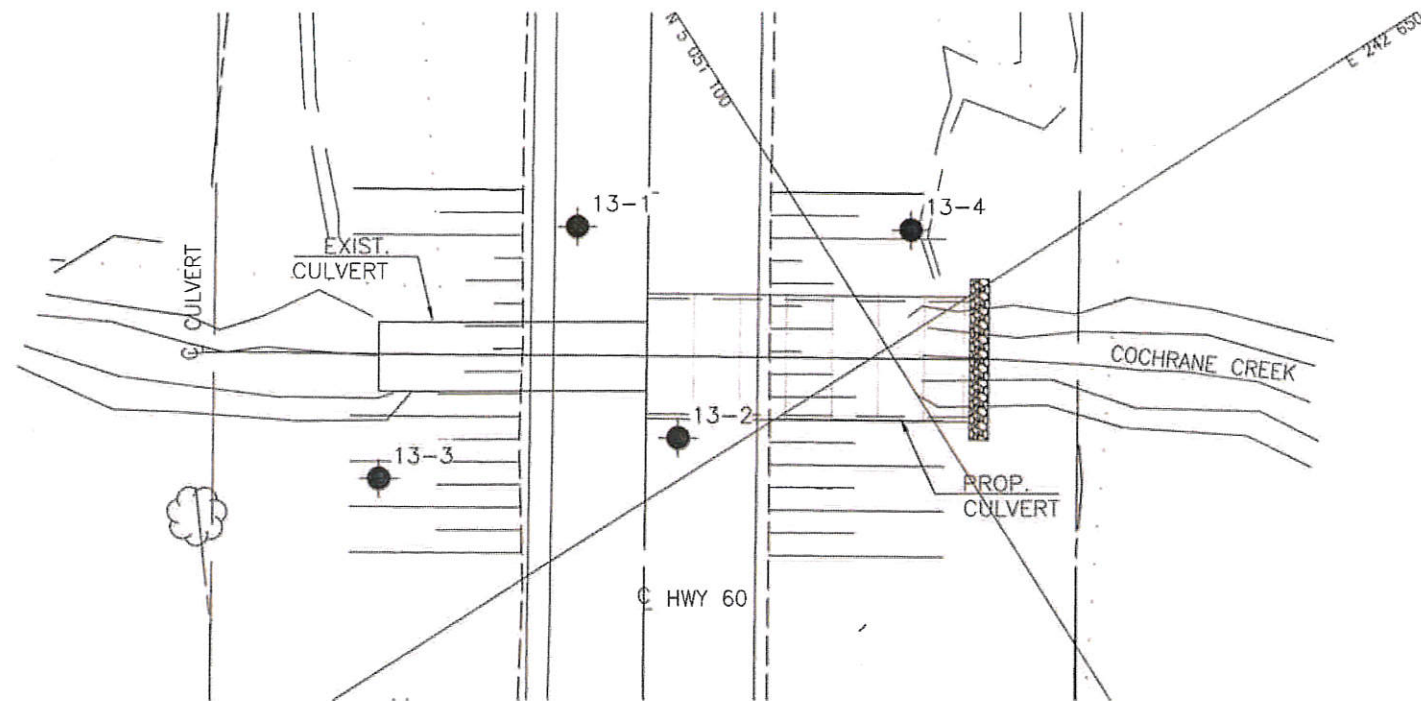 N 5 057 100
E 242 650
13-1
13-4
EXIST.
CULVERT
℄ CULVERT
COCHRANE CREEK
13-2
13-3
PROP.
CULVERT
℄ HWY 60